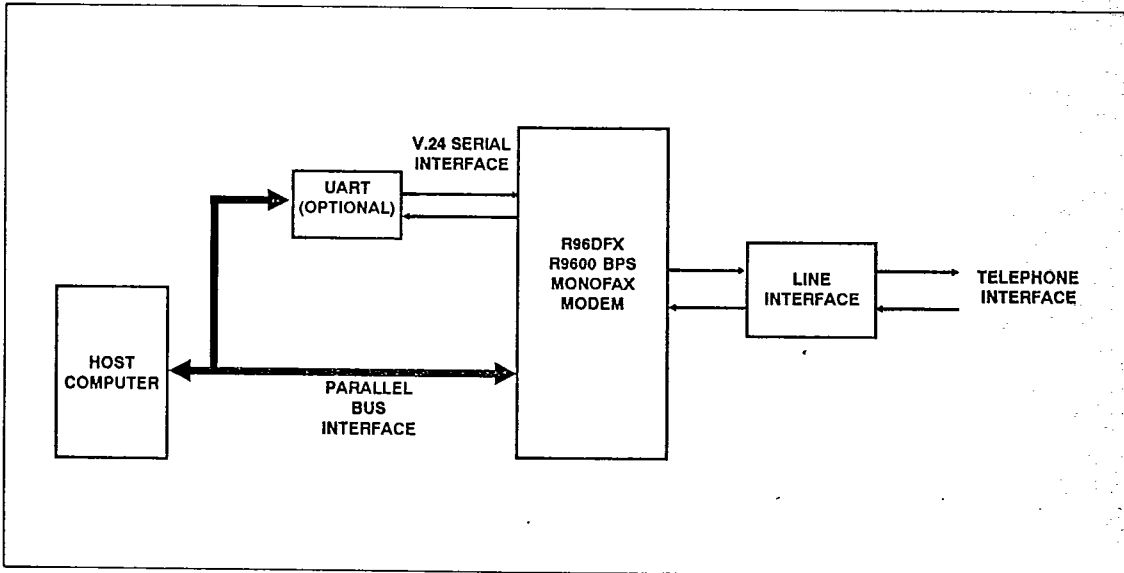 V.24 SERIAL
INTERFACE
UART
(OPTIONAL)
R96DFX
R9600 BPS
MONOFAX
MODEM
LINE
INTERFACE
TELEPHONE
INTERFACE
HOST
COMPUTER
PARALLEL
BUS
INTERFACE